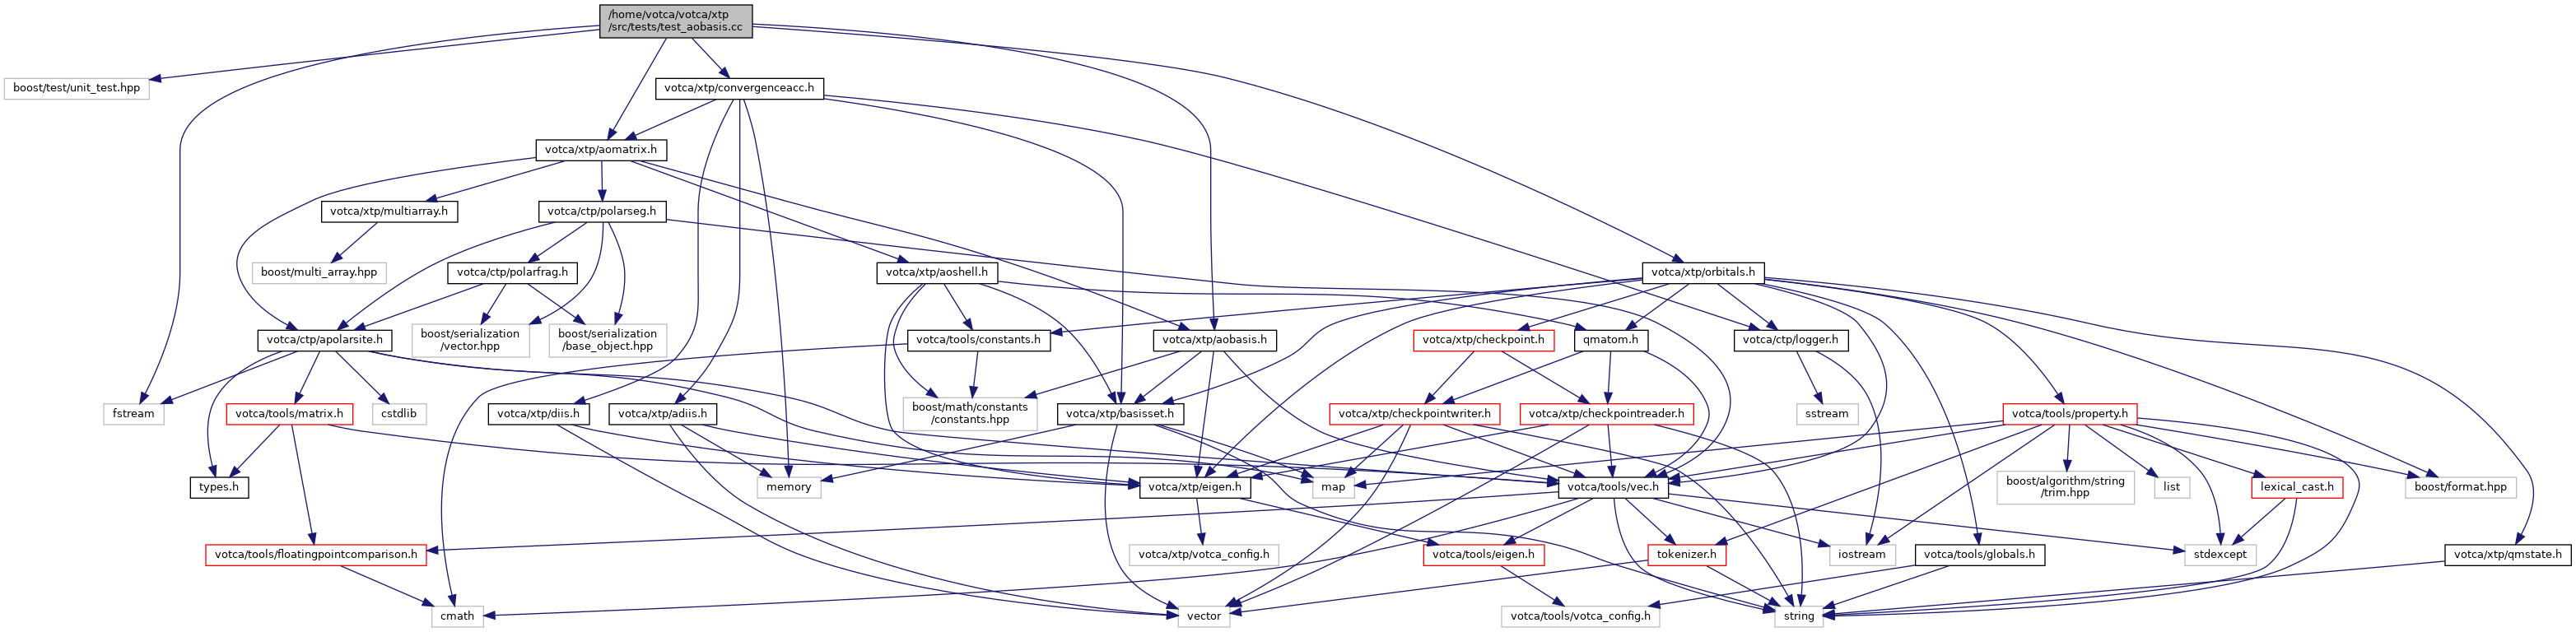 /home/votca/votca/xtp
/src/tests/test_aobasis.cc
boost/test/unit_test.hpp
votca/xtp/convergenceacc.h
votca/xtp/aomatrix.h
votca/xtp/multiarray.h
votca/ctp/polarseg.h
boost/multi_array.hpp
votca/ctp/polarfrag.h
votca/xtp/aoshell.h
votca/xtp/orbitals.h
boost/serialization
/vector.hpp
boost/serialization
/base_object.hpp
votca/ctp/apolarsite.h
votca/tools/constants.h
votca/xtp/aobasis.h
votca/xtp/checkpoint.h
qmatom.h
votca/ctp/logger.h
fstream
votca/tools/matrix.h
cstdlib
votca/xtp/diis.h
votca/xtp/adiis.h
boost/math/constants
/constants.hpp
votca/xtp/basisset.h
votca/xtp/checkpointwriter.h
votca/xtp/checkpointreader.h
sstream
votca/tools/property.h
types.h
memory
votca/xtp/eigen.h
map
votca/tools/vec.h
boost/algorithm/string
/trim.hpp
list
lexical_cast.h
boost/format.hpp
votca/tools/floatingpointcomparison.h
votca/xtp/votca_config.h
votca/tools/eigen.h
tokenizer.h
iostream
votca/tools/globals.h
stdexcept
votca/xtp/qmstate.h
cmath
vector
votca/tools/votca_config.h
string